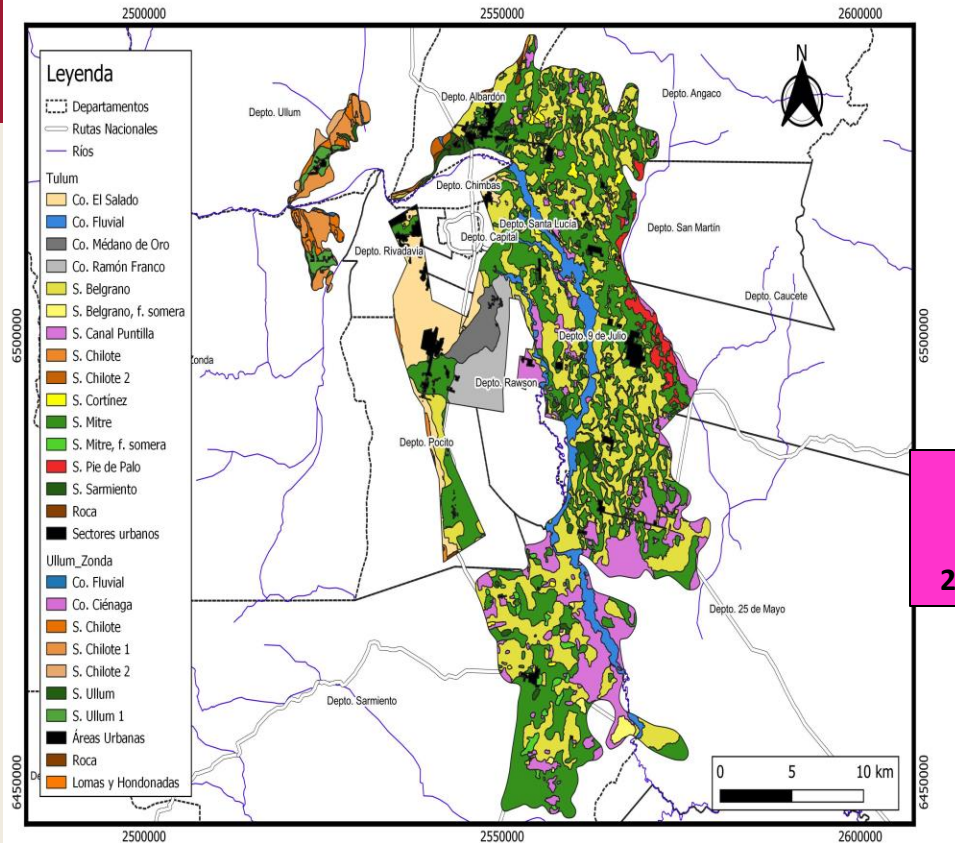 2500000
2550000
2600000
Leyenda
Departamentos
Rutas Nacionales
Ríos
Tulum
Co. El Salado
Co. Fluvial
Co. Médano de Oro
Co. Ramón Franco
S. Belgrano
S. Belgrano, f. somera
S. Canal Puntilla
S. Chilote
S. Chilote 2
S. Cortínez
S. Mitre
S. Mitre, f. somera
S. Pie de Palo
S. Sarmiento
Roca
Sectores urbanos
Ullum_Zonda
Co. Fluvial
Co. Ciénaga
S. Chilote
S. Chilote 1
S. Chilote 2
S. Ullum
S. Ullum 1
Áreas Urbanas
Roca
Lomas y Hondonadas
N
Depto. Ullum
Depto. Albardón
Depto. Angaco
Depto. Chimbas
Depto. Santa Lucía
Depto. Capital
Depto. San Martín
Depto. Rivadavia
Depto. Caucete
6500000
6500000
Zonda
Depto. 9 de Julio
Depto. Rawson
Depto. Pocito
2
Depto. 25 de Mayo
Depto. Sarmiento
6450000
6450000
De
0 5 10 km
2500000
2550000
2600000